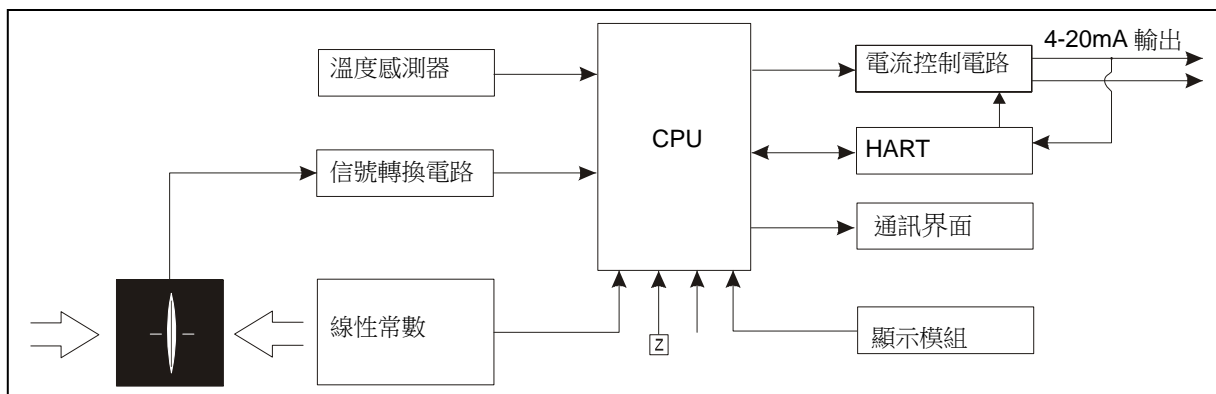 4-20mA 輸出
溫度感測器
電流控制電路
CPU
HART
信號轉換電路
通訊界面
線性常數
Z
顯示模組